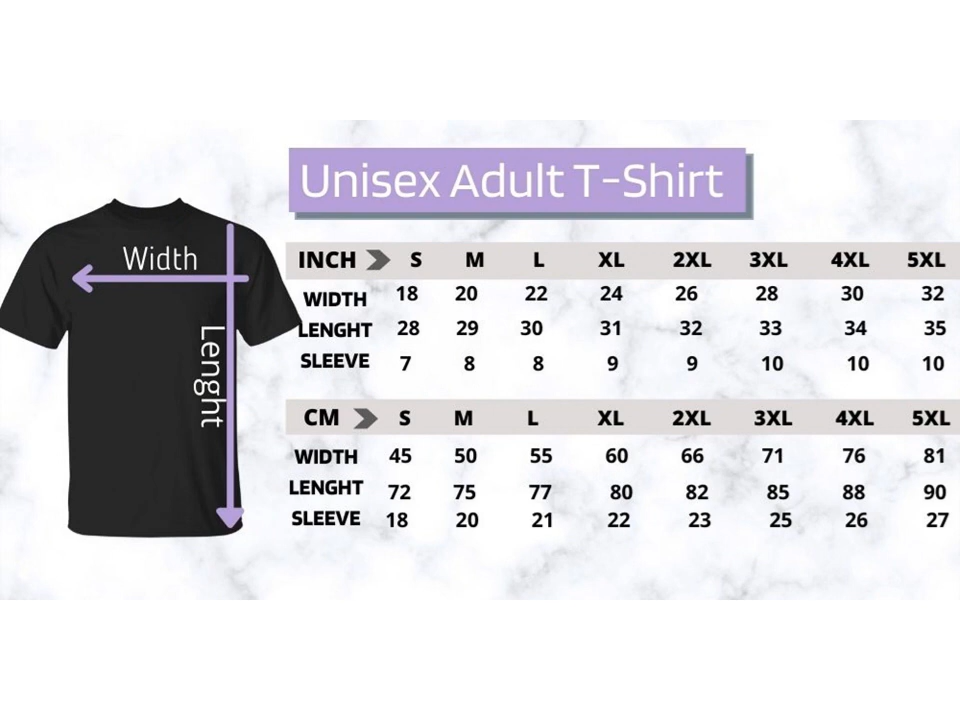 Unisex Adult T-Shirt
Width
Lenght
INCH S M L XL 2XL 3XL 4XL 5XL
WIDTH 18 20 22 24 26 28 30 32
LENGHT 28 29 30 31 32 33 34 35
SLEEVE 7 8 8 9 9 10 10 10
CM S M L XL 2XL 3XL 4XL 5XL
WIDTH 45 50 55 60 66 71 76 81
LENGHT 72 75 77 80 82 85 88 90
SLEEVE 18 20 21 22 23 25 26 27